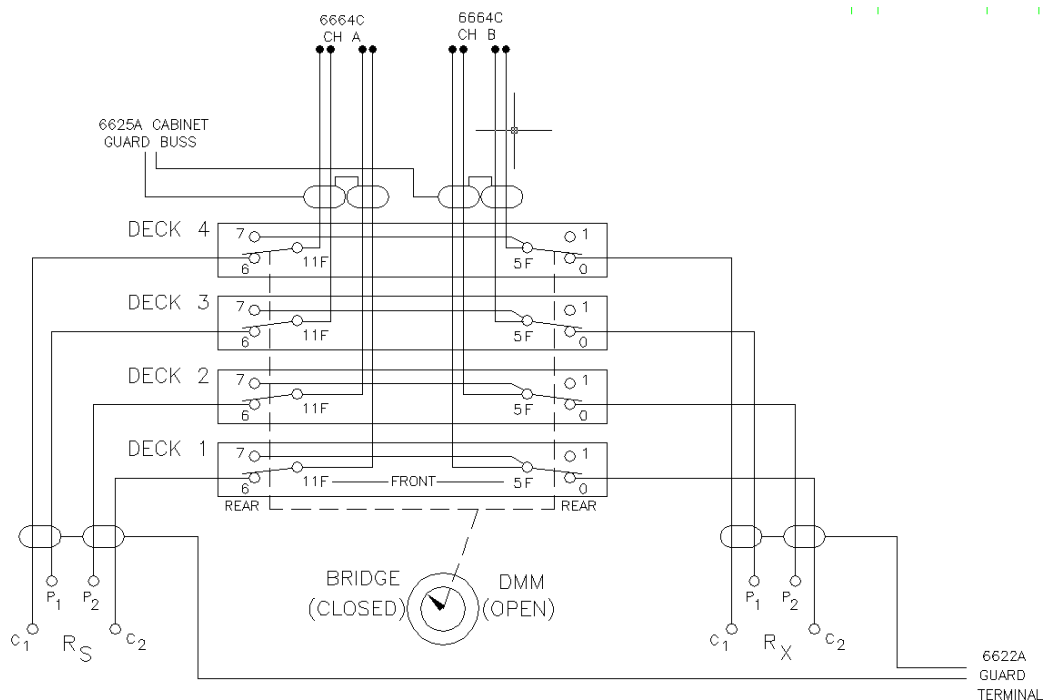 6664C
CH A
6664C
CH B
6625A CABINET
GUARD BUSS
DECK 4
7
6
11F
5F
1
0
DECK 3
7
6
11F
5F
1
0
DECK 2
7
6
11F
5F
1
0
DECK 1
7
6
11F
FRONT
5F
1
0
REAR
REAR
BRIDGE
(CLOSED)
DMM
(OPEN)
P1
P2
C1
RS
C2
P1
P2
C1
RX
C2
6622A
GUARD
TERMINAL